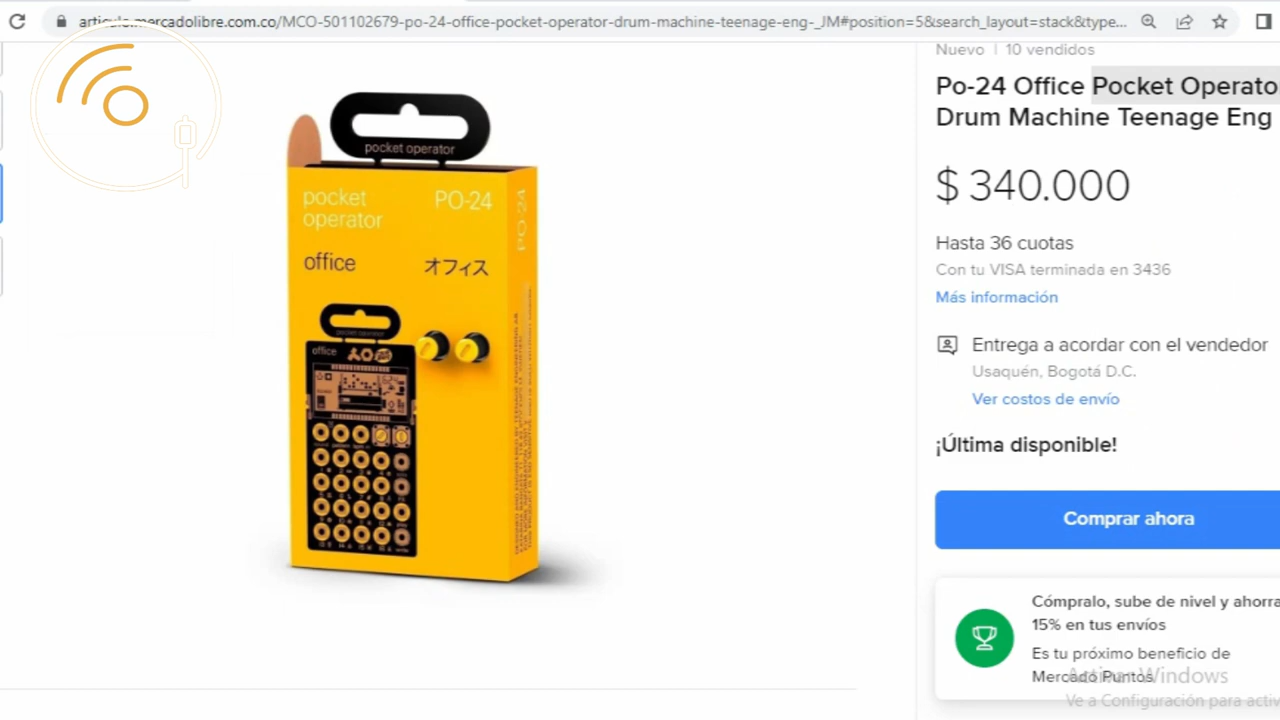 articulo.mercadolibre.com.co/MCO-501102679-po-24-office-pocket-operator-drum-machine-teenage-eng-_JM#position=5&search_layout=stack&type...
Nuevo | 10 vendidos
Po-24 Office Pocket Operato
Drum Machine Teenage Eng
$ 340.000
Hasta 36 cuotas
Con tu VISA terminada en 3436
Más información
Entrega a acordar con el vendedor
Usaquén, Bogotá D.C.
Ver costos de envío
¡Última disponible!
Comprar ahora
Cómpralo, sube de nivel y ahorra
15% en tus envíos
Es tu próximo beneficio de
Mercado Puntos
Activar Windows
Ve a Configuración para activ
pocket operator
pocket
operator
PO-24
office
オフィス
PO-24
pocket operator
office